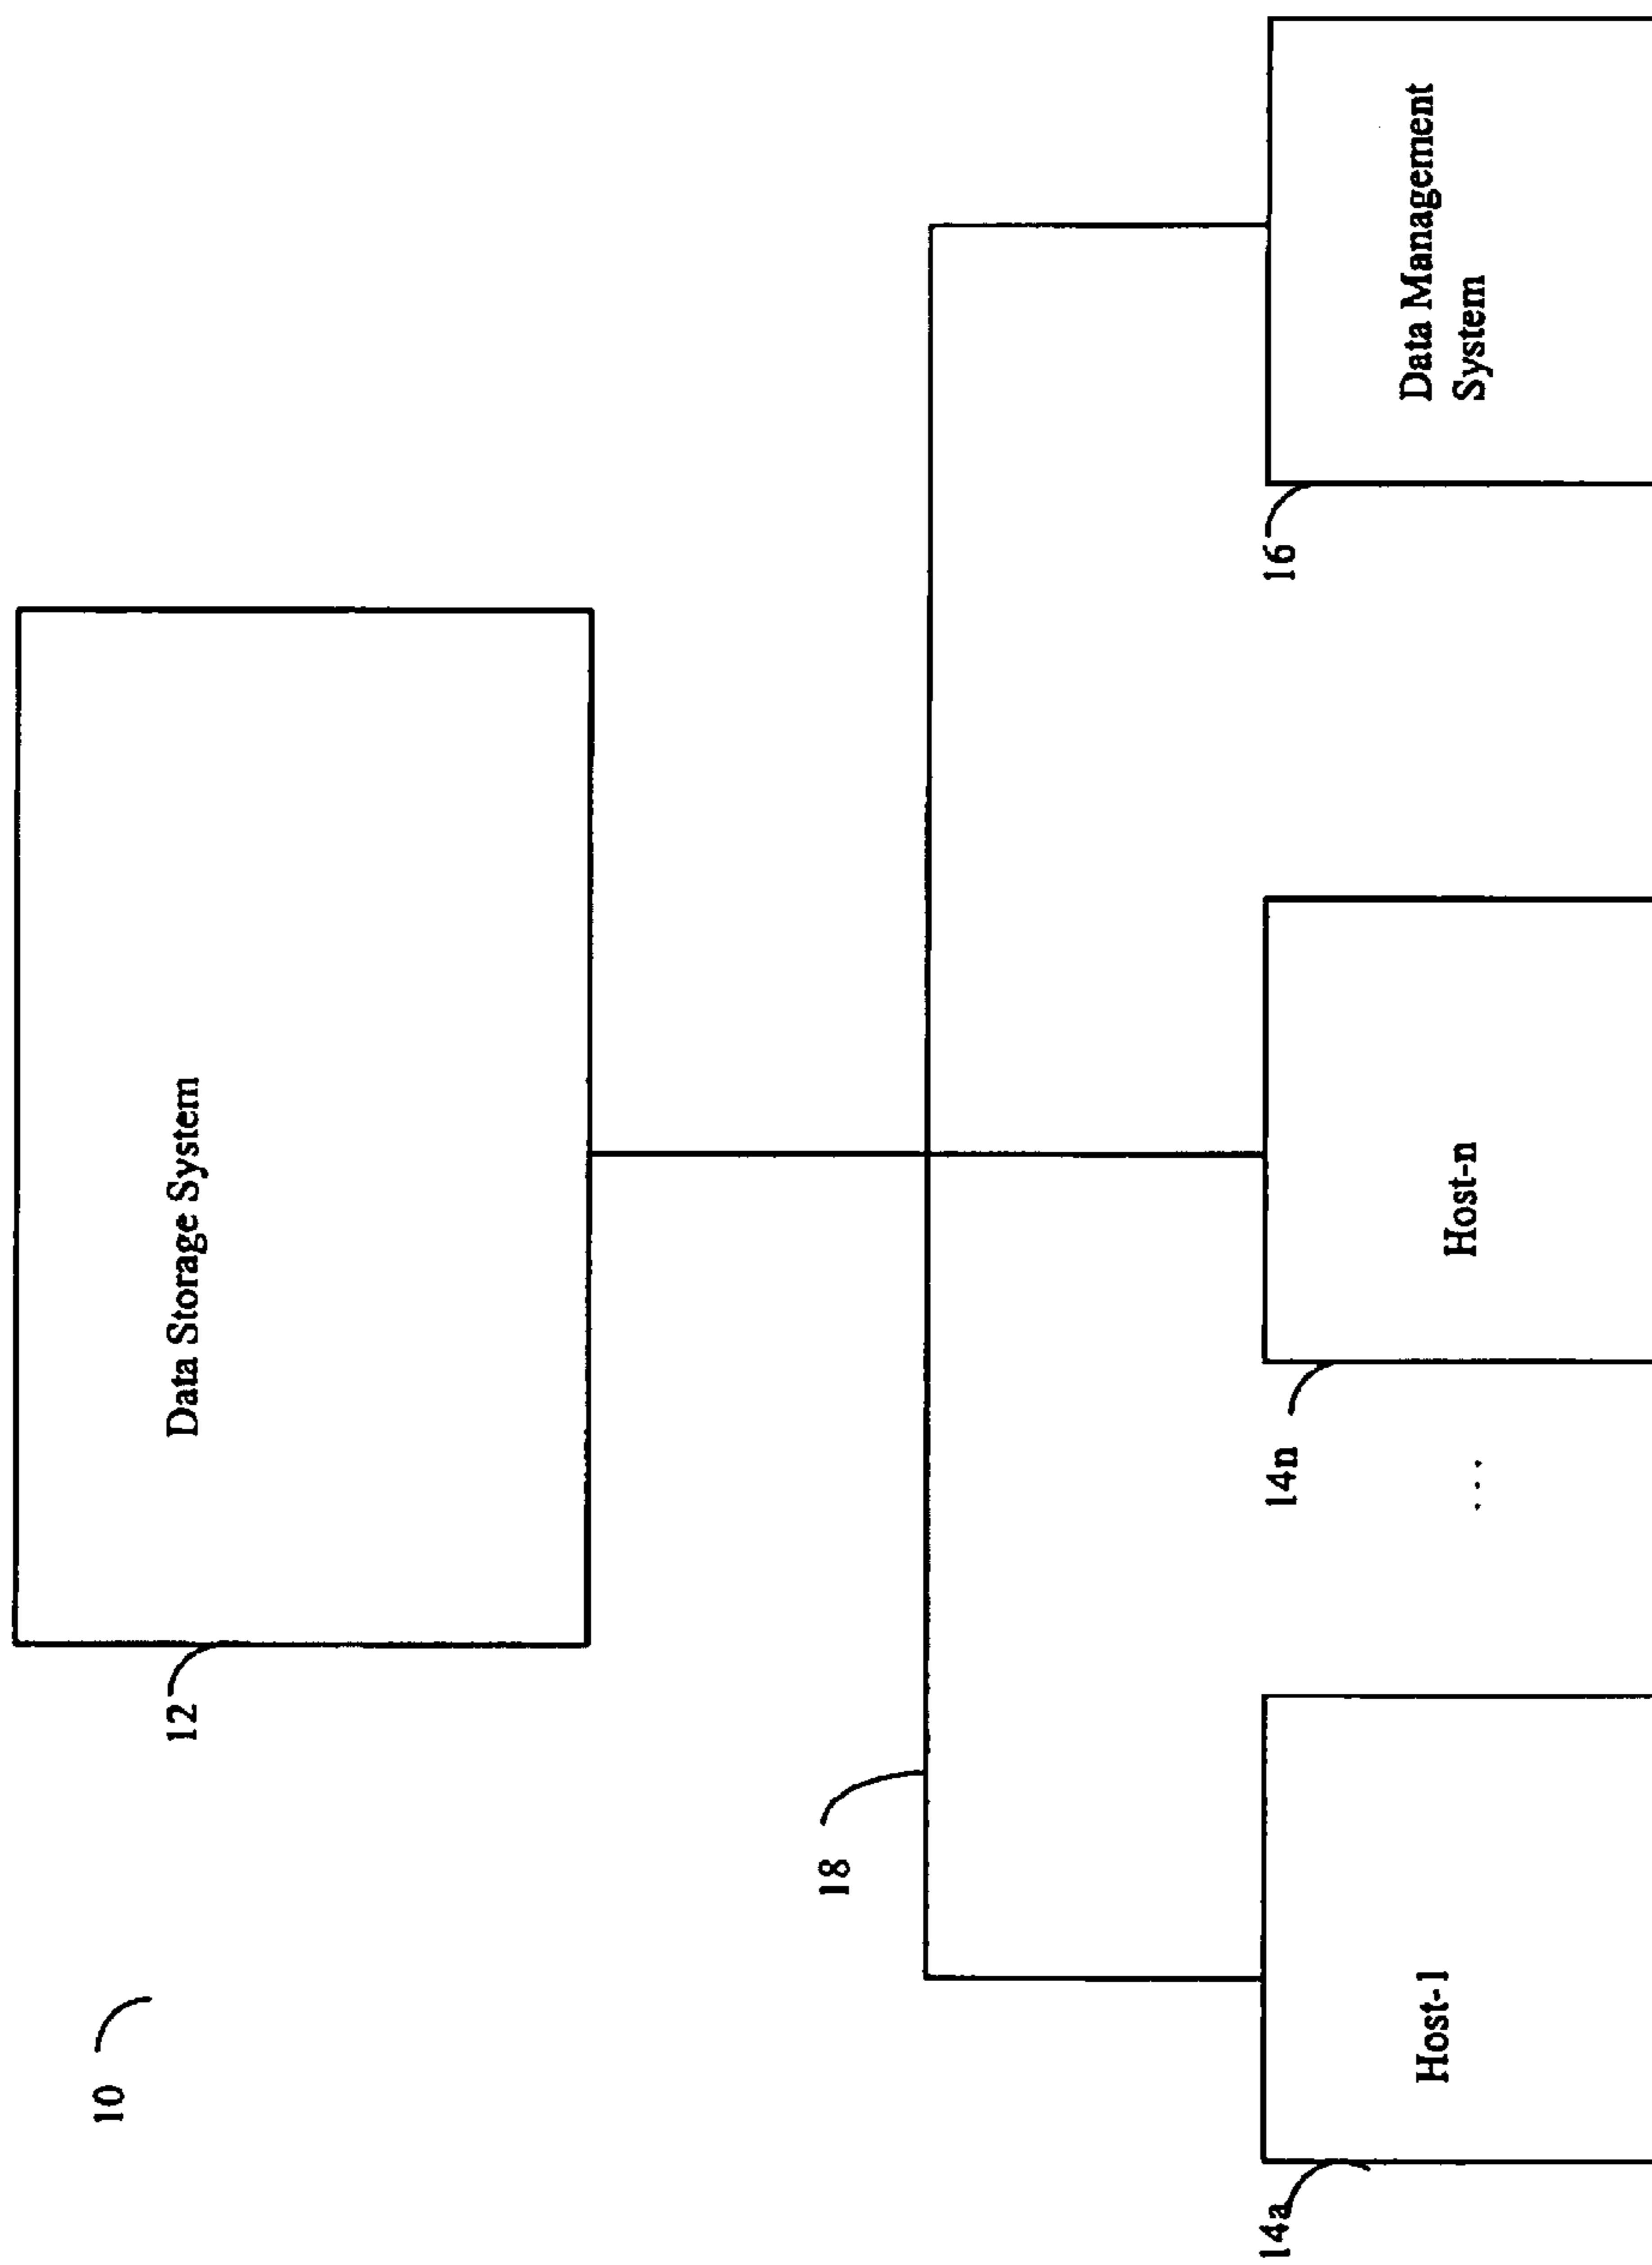 10
12
Data Storage System
18
14a
Host-1
14n
...
Host-n
16
Data Management
System